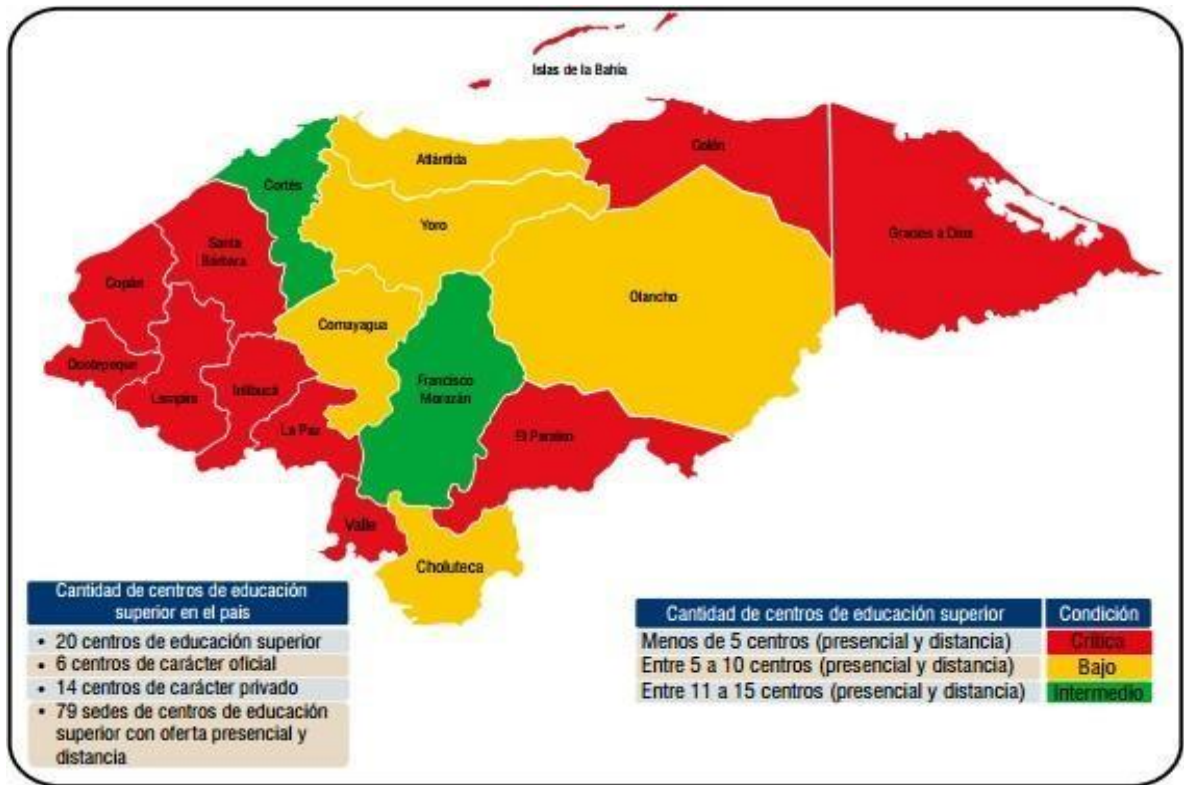 Islas de la Bahía
Atlántida
Colón
Cortés
Yoro
Gracias a Dios
Santa
Bárbara
Copán
Olancho
Comayagua
Ocotepeque
Francisco
Morazán
Intibucá
Lempira
La Paz
El Paraíso
Valle
Choluteca
Cantidad de centros de educación
superior en el país
• 20 centros de educación superior
• 6 centros de carácter oficial
• 14 centros de carácter privado
• 79 sedes de centros de educación
superior con oferta presencial y
distancia
Cantidad de centros de educación superior Condición
Menos de 5 centros (presencial y distancia) Crítica
Entre 5 a 10 centros (presencial y distancia) Bajo
Entre 11 a 15 centros (presencial y distancia) Intermedio